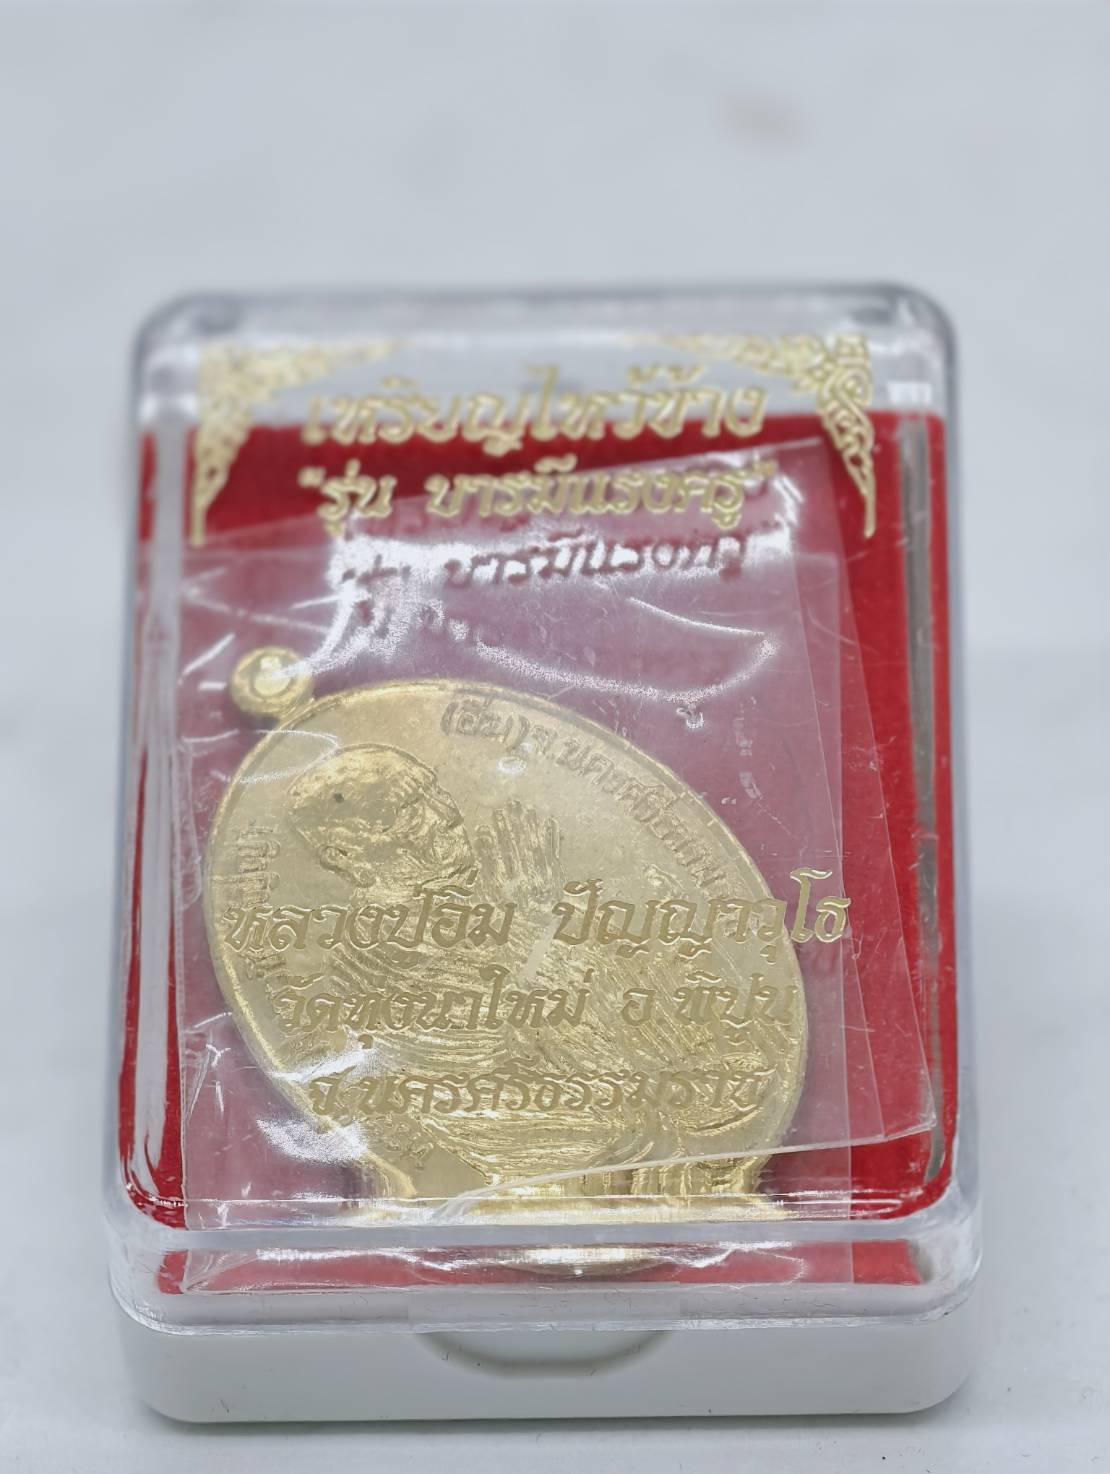 เหรียญไหว้ข้าง
"รุ่น บารมีแรงครู"
หลวงปู่อิ่ม ปัญญาวุโธ
วัดทุ่งนาใหม่ อ.พิปูน
จ.นครศรีธรรมราช